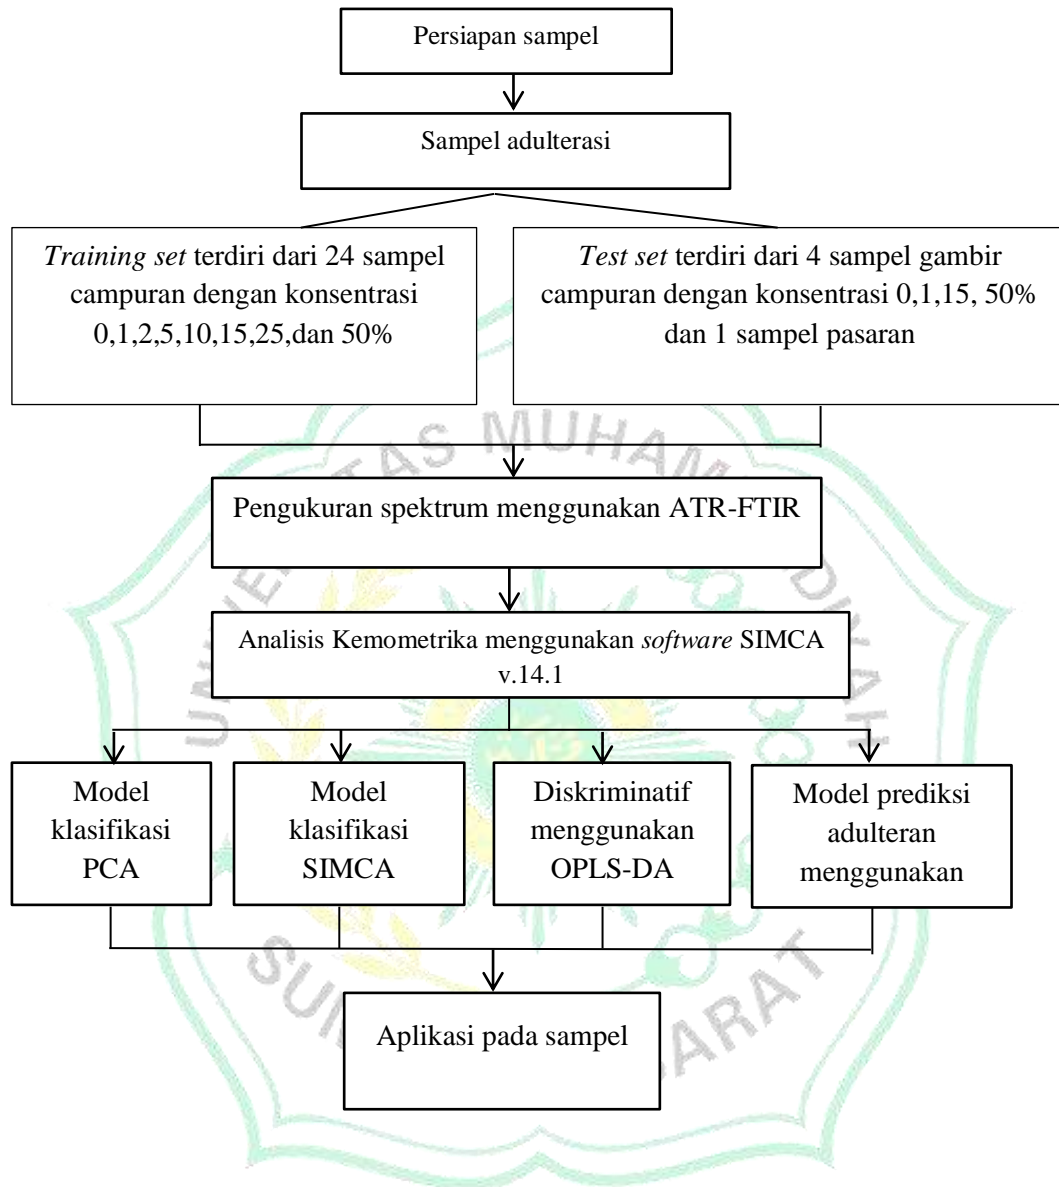 Persiapan sampel
Sampel adulterasi
Training set terdiri dari 24 sampel
campuran dengan konsentrasi
0,1,2,5,10,15,25,dan 50%
Test set terdiri dari 4 sampel gambir
campuran dengan konsentrasi 0,1,15, 50%
dan 1 sampel pasaran
Pengukuran spektrum menggunakan ATR-FTIR
Analisis Kemometrika menggunakan software SIMCA
v.14.1
Model
klasifikasi
PCA
Model
klasifikasi
SIMCA
Diskriminatif
menggunakan
OPLS-DA
Model prediksi
adulteran
menggunakan
Aplikasi pada sampel